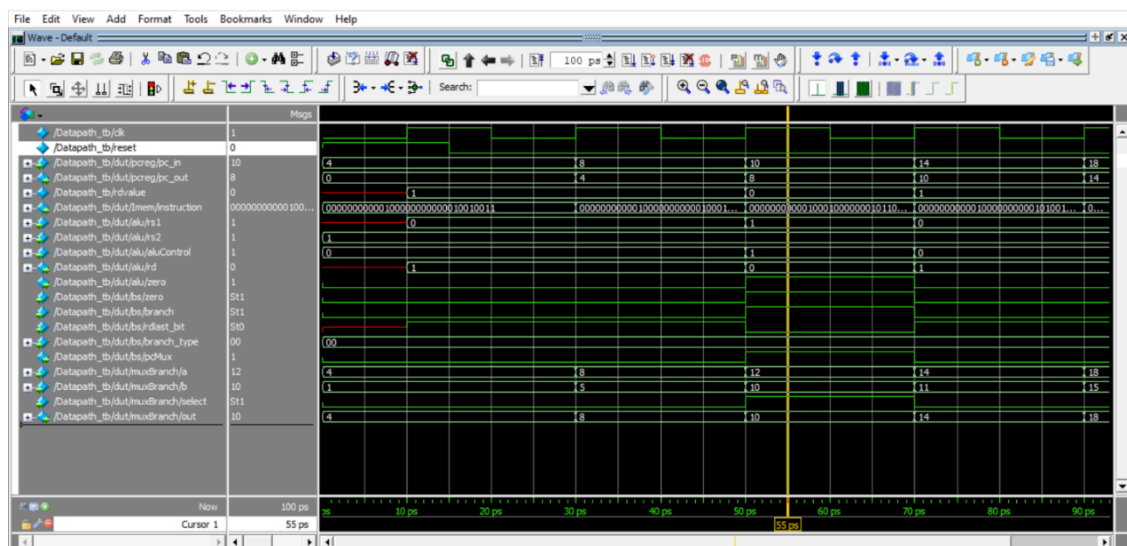 File Edit View Add Format Tools Bookmarks Window Help
Wave - Default
100 ps
Search:
Msgs
/Datapath_tb/clk 1
/Datapath_tb/reset 0
/Datapath_tb/dut/pcreg/pc_in 10 4 8 10 14 18
/Datapath_tb/dut/pcreg/pc_out 8 0 4 8 10 14
/Datapath_tb/rdvalue 0 1 0 1
/Datapath_tb/dut/Imem/instruction 00000000000100...
/Datapath_tb/dut/alu/rs1 1 0 1 0
/Datapath_tb/dut/alu/rs2 1 1
/Datapath_tb/dut/alu/aluControl 1 0 1 0
/Datapath_tb/dut/alu/rd 0 1 0 1
/Datapath_tb/dut/alu/zero 1
/Datapath_tb/dut/bs/zero St1
/Datapath_tb/dut/bs/branch St1
/Datapath_tb/dut/bs/rdlast_bit St0
/Datapath_tb/dut/bs/branch_type 00 00
/Datapath_tb/dut/bs/pcMux 1
/Datapath_tb/dut/muxBranch/a 12 4 8 12 14 18
/Datapath_tb/dut/muxBranch/b 10 1 5 10 11 15
/Datapath_tb/dut/muxBranch/select St1
/Datapath_tb/dut/muxBranch/out 10 4 8 10 14 18
Now 100 ps ps 10 ps 20 ps 30 ps 40 ps 50 ps 60 ps 70 ps 80 ps 90 ps
Cursor 1 55 ps 55 ps